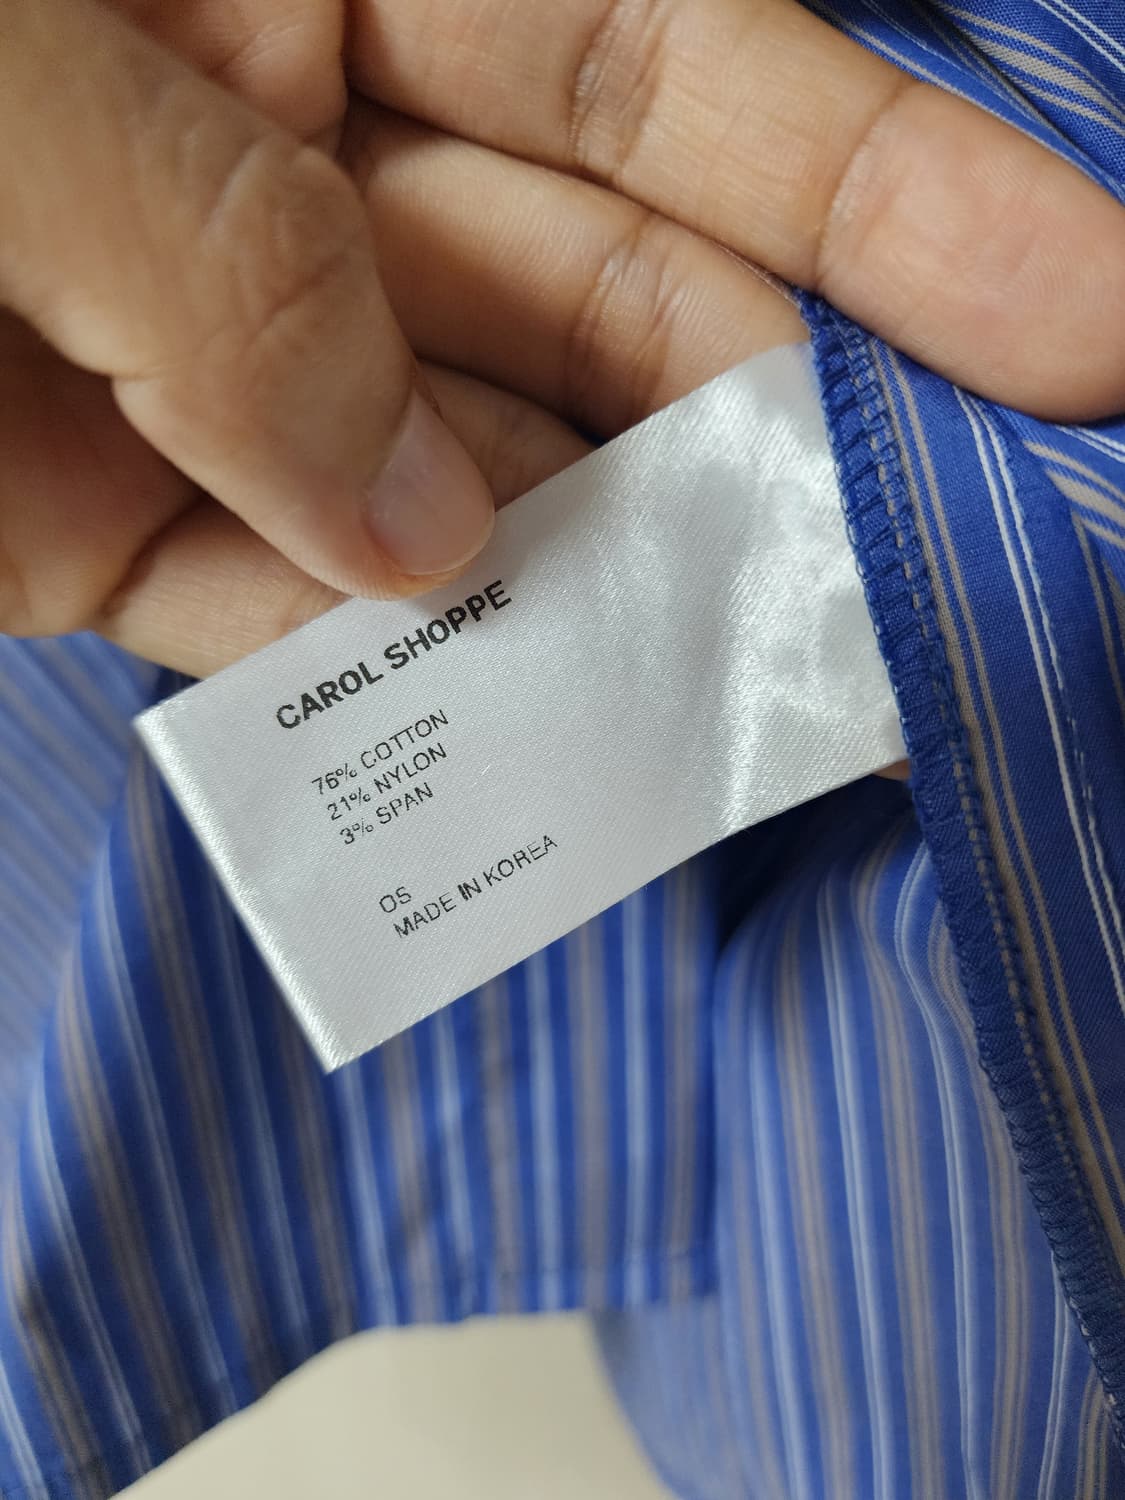 CAROL SHOPPE
76% COTTON
21% NYLON
3% SPAN
OS
MADE IN KOREA